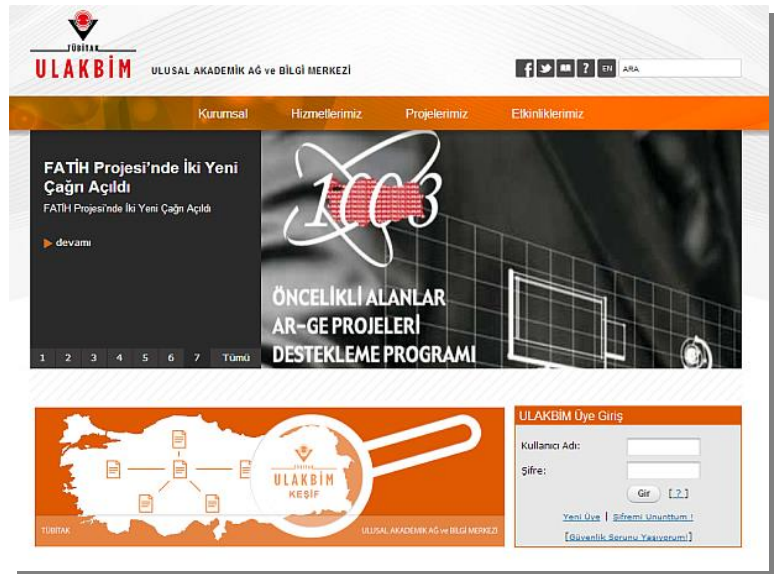 TÜBİTAK
ULAKBİM
ULUSAL AKADEMİK AĞ ve BİLGİ MERKEZİ
EN
ARA
Kurumsal Hizmetlerimiz Projelerimiz Etkinliklerimiz
FATİH Projesi'nde İki Yeni
Çağrı Açıldı
FATİH Projesi'nde İki Yeni Çağrı Açıldı
devamı
1 2 3 4 5 6 7 Tümü
1003
ÖNCELİKLİ ALANLAR
AR-GE PROJELERİ
DESTEKLEME PROGRAMI
TÜBİTAK
ULAKBİM
KEŞİF
TÜBİTAK
ULUSAL AKADEMİK AĞ ve BİLGİ MERKEZİ
ULAKBİM Üye Giriş
Kullanıcı Adı:
Şifre:
Gir [ ? ]
Yeni Üye | Şifremi Ununttum !
[Güvenlik Sorunu Yaşıyorum!]